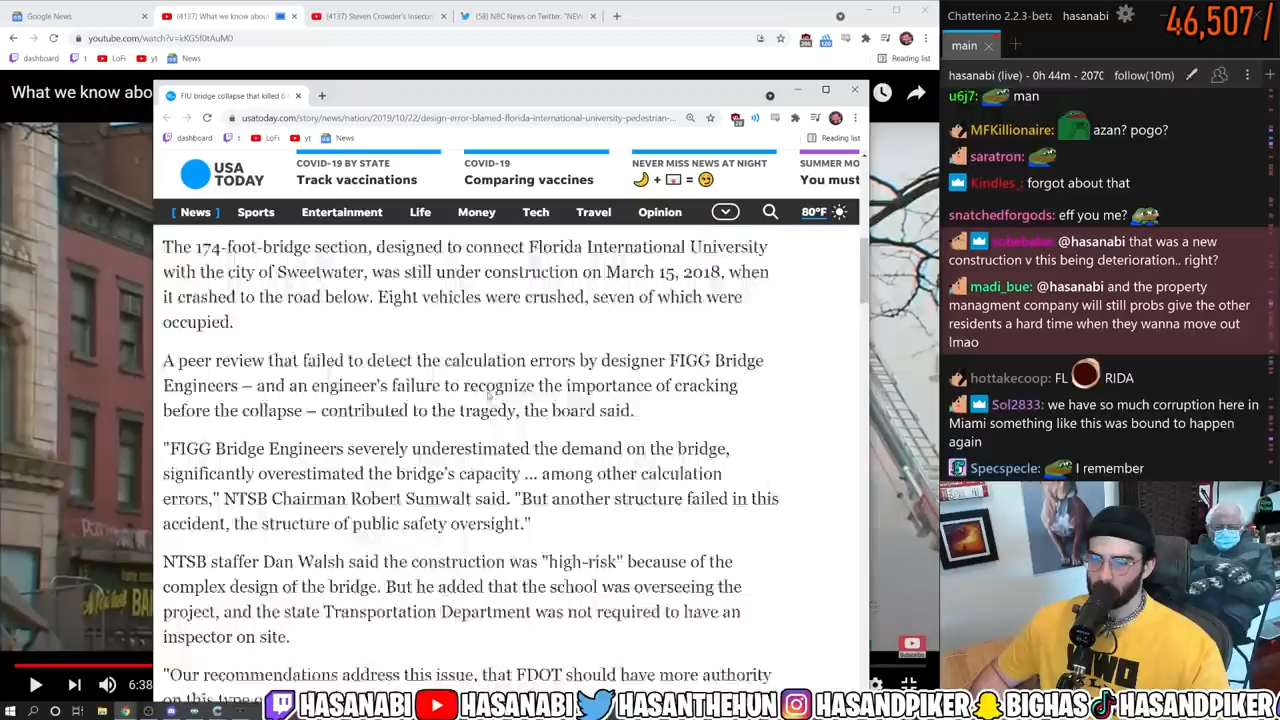 Google News
(4137) What we know about
(4137) Steven Crowder's Insecu
(58) NBC News on Twitter: "NEW
youtube.com/watch?v=kKG5f0tAuM0
dashboard
t
LoFi
yt
News
Reading list
What we know abo
FIU bridge collapse that killed 6
usatoday.com/story/news/nation/2019/10/22/design-error-blamed-florida-international-university-pedestrian-...
dashboard
t
LoFi
yt
News
Reading list
USA TODAY
COVID-19 BY STATE
Track vaccinations
COVID-19
Comparing vaccines
NEVER MISS NEWS AT NIGHT
SUMMER MO
You must
[ News ] Sports Entertainment Life Money Tech Travel Opinion 80°F
The 174-foot-bridge section, designed to connect Florida International University
with the city of Sweetwater, was still under construction on March 15, 2018, when
it crashed to the road below. Eight vehicles were crushed, seven of which were
occupied.
A peer review that failed to detect the calculation errors by designer FIGG Bridge
Engineers – and an engineer's failure to recognize the importance of cracking
before the collapse – contributed to the tragedy, the board said.
"FIGG Bridge Engineers severely underestimated the demand on the bridge,
significantly overestimated the bridge's capacity ... among other calculation
errors," NTSB Chairman Robert Sumwalt said. "But another structure failed in this
accident, the structure of public safety oversight."
NTSB staffer Dan Walsh said the construction was "high-risk" because of the
complex design of the bridge. But he added that the school was overseeing the
project, and the state Transportation Department was not required to have an
inspector on site.
"Our recommendations address this issue, that FDOT should have more authority
6:38
Subscribe
Chatterino 2.2.3-beta
hasanabi
46,507 /
main
hasanabi (live) - 0h 44m - 2070
follow(10m)
u6j7: man
MFKillionaire: azan? pogo?
saratron:
Kindles_: forgot about that
snatchedforgods: eff you me?
@hasanabi that was a new
construction v this being deterioration.. right?
madi_bue: @hasanabi and the property
managment company will still probs give the other
residents a hard time when they wanna move out
lmao
hottakecoop: FL RIDA
Sol2833: we have so much corruption here in
Miami something like this was bound to happen
again
Specspecle: I remember
HASANABI HASANABI HASANTHEHUN HASANDPIKER BIGHAS HASANDPIKER